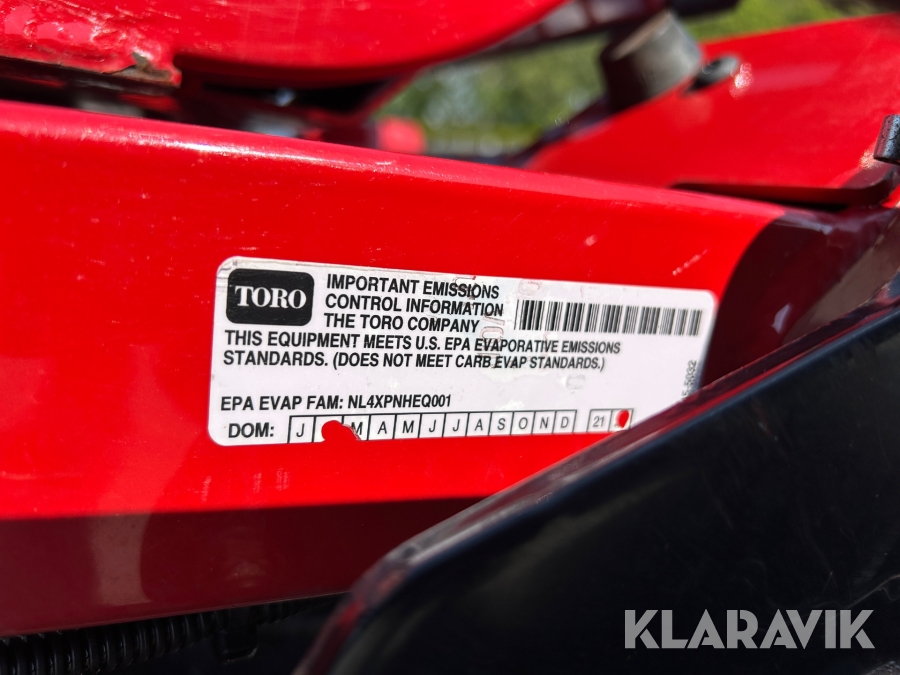 TORO
IMPORTANT EMISSIONS
CONTROL INFORMATION
THE TORO COMPANY
THIS EQUIPMENT MEETS U.S. EPA EVAPORATIVE EMISSIONS
STANDARDS. (DOES NOT MEET CARB EVAP STANDARDS.)
EPA EVAP FAM: NL4XPNHEQ001
DOM: J M A M J J A S O N D 21
KLARAVIK